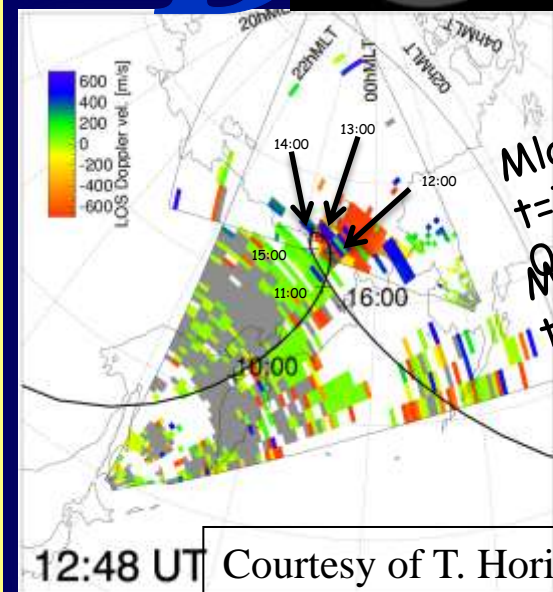 20hMLT
22hMLT
00hMLT
02hMLT
04hMLT
600
400
200
0
-200
-400
-600
LOS Doppler vel. [m/s]
14:00
13:00
12:00
15:00
11:00
16:00
10:00
t=
t
12:48 UT
Courtesy of T. Hori